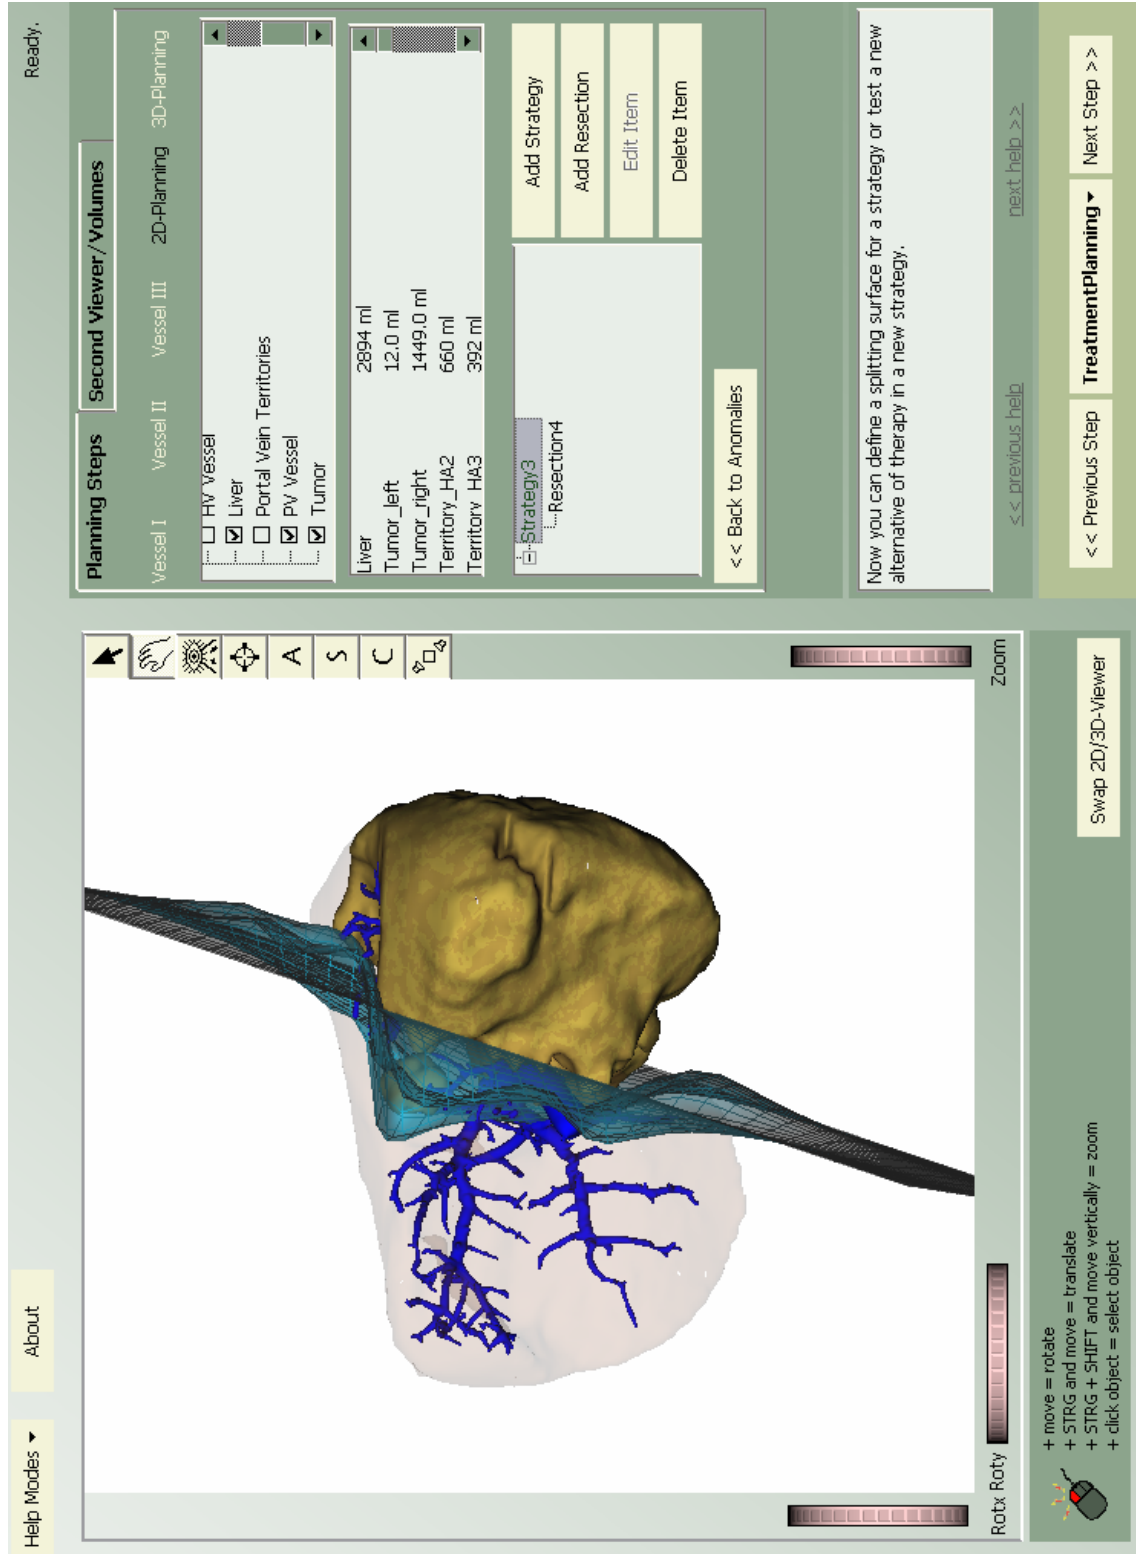 Help Modes
About
Ready.
Planning Steps
Second Viewer/Volumes
Vessel I
Vessel II
Vessel III
2D-Planning
3D-Planning
HV Vessel
Liver
Portal Vein Territories
PV Vessel
Tumor
Liver 2894 ml
Tumor_left 12.0 ml
Tumor_right 1449.0 ml
Territory_HA2 660 ml
Territory_HA3 392 ml
Strategy3
Resection4
Add Strategy
Add Resection
Edit Item
Delete Item
<< Back to Anomalies
A
S
C
Rotx Roty
Zoom
Now you can define a splitting surface for a strategy or test a new
alternative of therapy in a new strategy.
<< previous help
next help >>
+ move = rotate
+ STRG and move = translate
+ STRG + SHIFT and move vertically = zoom
+ click object = select object
Swap 2D/3D-Viewer
<< Previous Step
TreatmentPlanning
Next Step >>